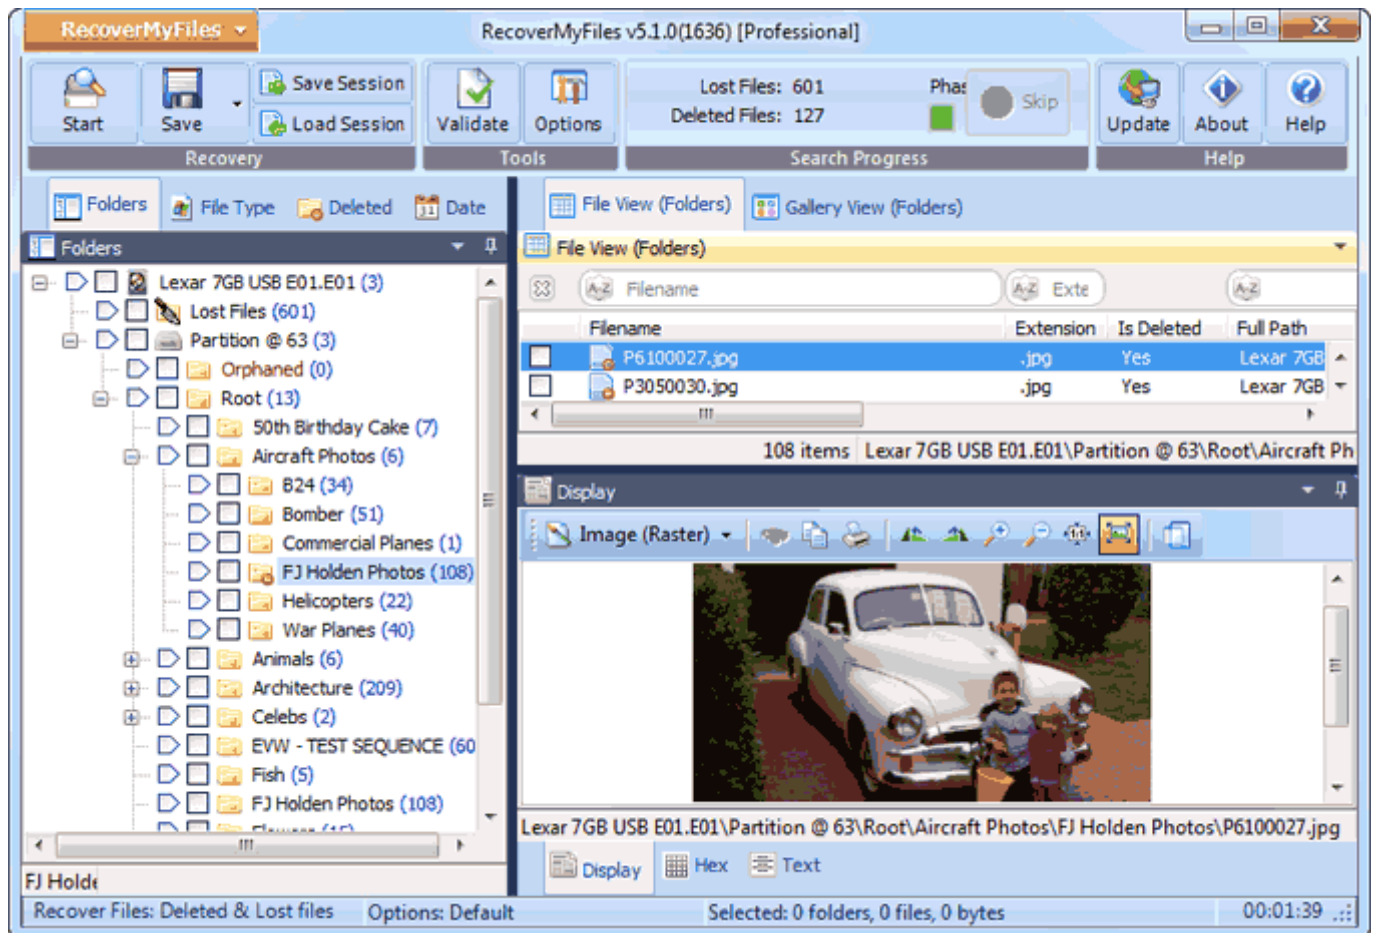 RecoverMyFiles
RecoverMyFiles v5.1.0(1636) [Professional]
Start
Save
Save Session
Load Session
Recovery
Validate
Options
Tools
Lost Files: 601
Deleted Files: 127
Phas
Skip
Search Progress
Update
About
Help
Help
Folders
File Type
Deleted
Date
Folders
Lexar 7GB USB E01.E01 (3)
Lost Files (601)
Partition @ 63 (3)
Orphaned (0)
Root (13)
50th Birthday Cake (7)
Aircraft Photos (6)
B24 (34)
Bomber (51)
Commercial Planes (1)
FJ Holden Photos (108)
Helicopters (22)
War Planes (40)
Animals (6)
Architecture (209)
Celebs (2)
EVW - TEST SEQUENCE (60
Fish (5)
FJ Holden Photos (108)
FJ Holde
File View (Folders)
Gallery View (Folders)
File View (Folders)
A-Z Filename
A-Z Exte
A-Z
Filename Extension Is Deleted Full Path
P6100027.jpg .jpg Yes Lexar 7GB
P3050030.jpg .jpg Yes Lexar 7GB
108 items Lexar 7GB USB E01.E01\Partition @ 63\Root\Aircraft Ph
Display
Image (Raster)
Lexar 7GB USB E01.E01\Partition @ 63\Root\Aircraft Photos\FJ Holden Photos\P6100027.jpg
Display
Hex
Text
Recover Files: Deleted & Lost files Options: Default Selected: 0 folders, 0 files, 0 bytes 00:01:39